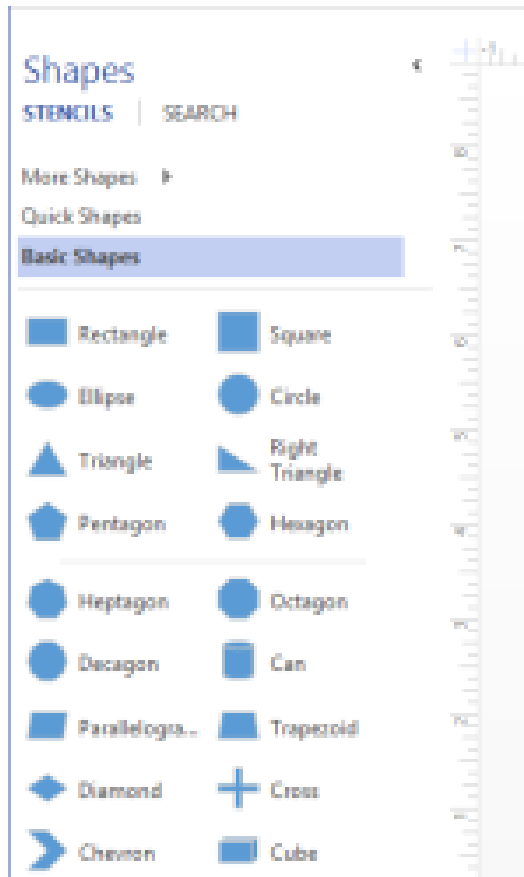 Shapes
STENCILS SEARCH
More Shapes
Quick Shapes
Basic Shapes
Rectangle Square
Ellipse Circle
Triangle Right
Triangle
Pentagon Hexagon
Heptagon Octagon
Decagon Can
Parallelogra... Trapezoid
Diamond Cross
Chevron Cube